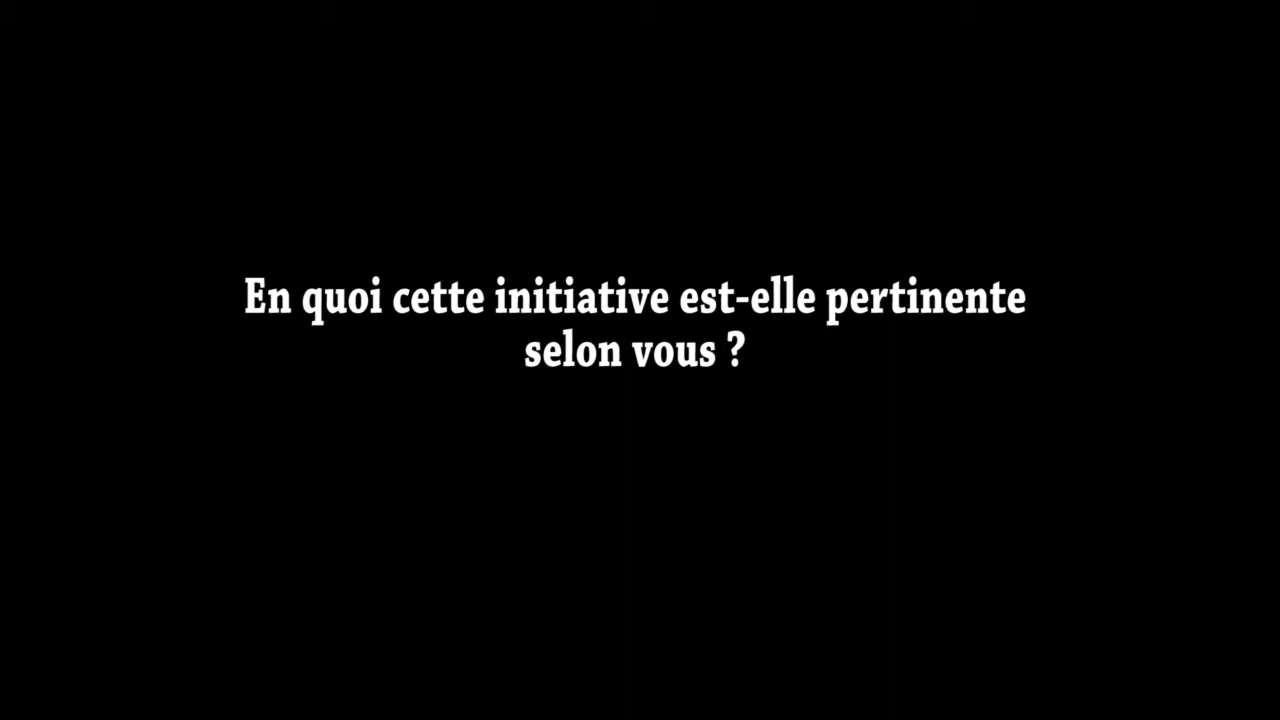 En quoi cette initiative est-elle pertinente
selon vous ?